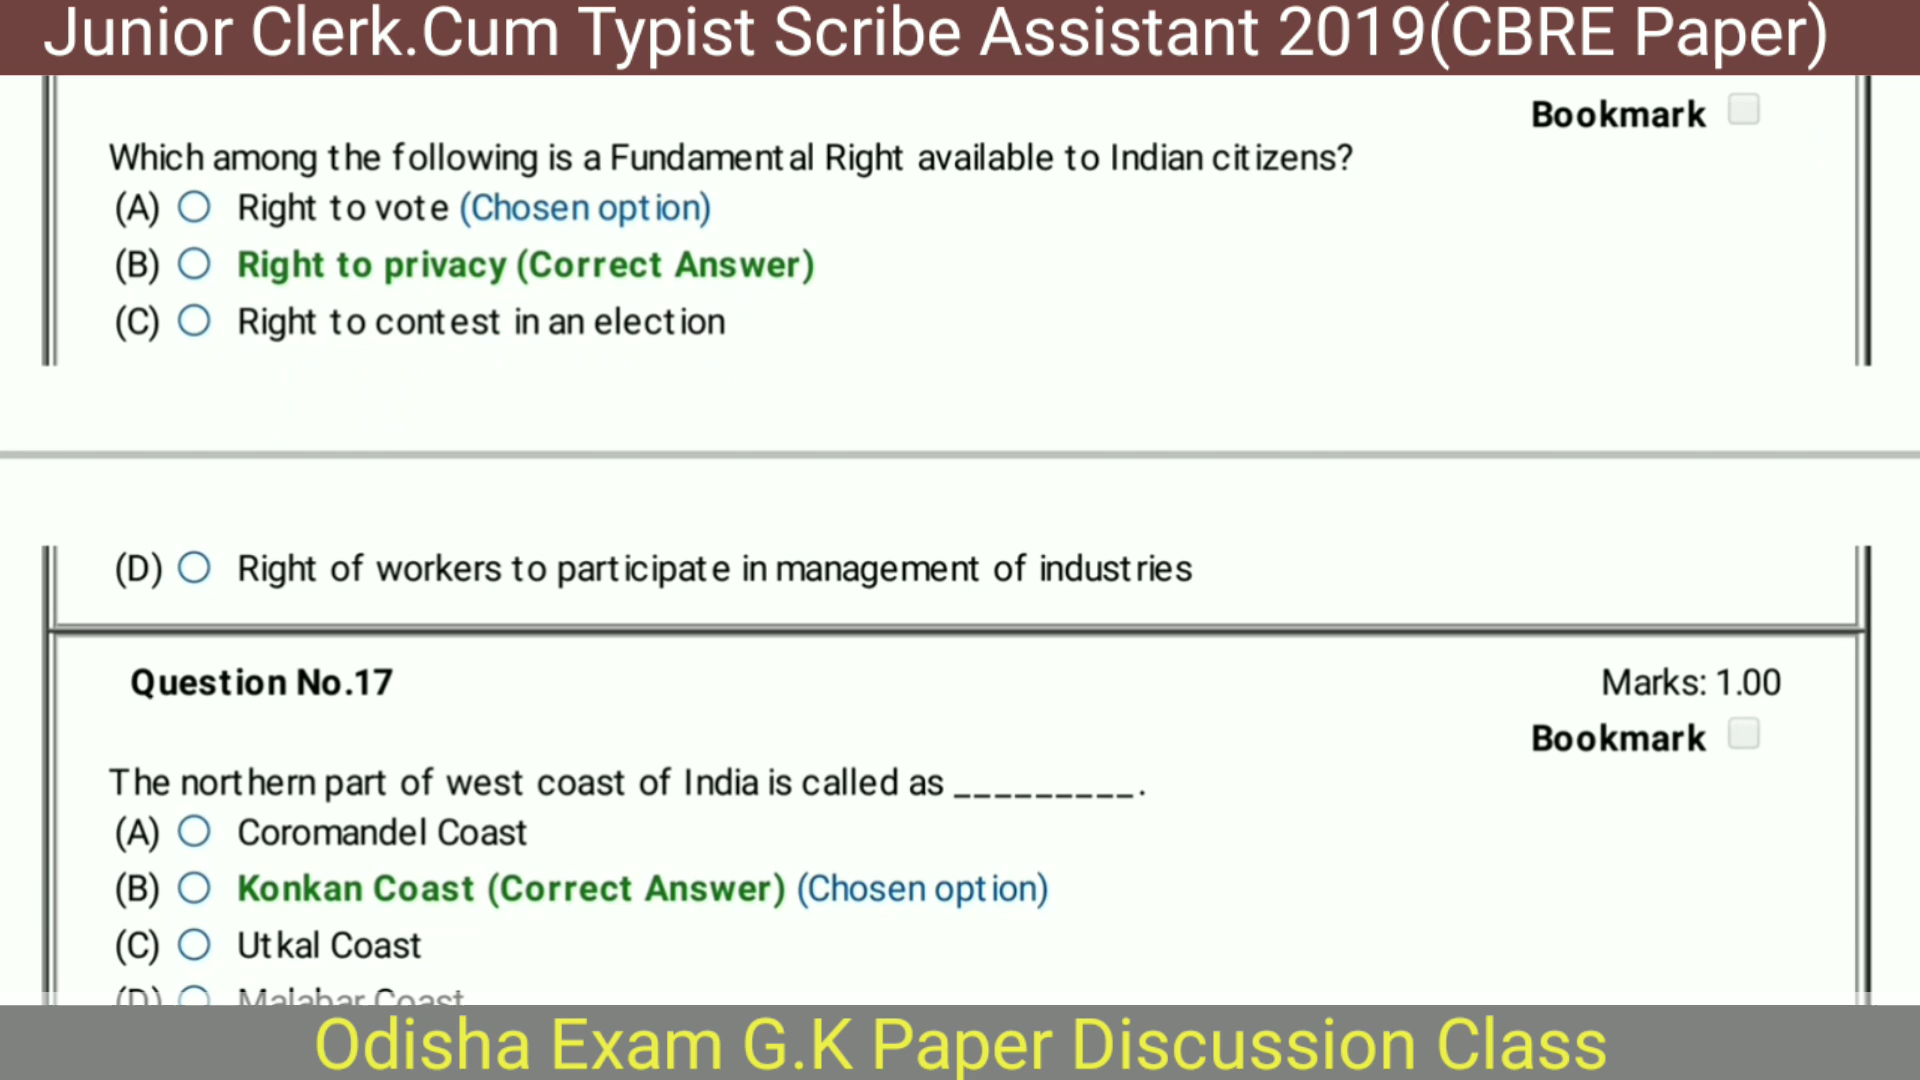 Junior Clerk.Cum Typist Scribe Assistant 2019(CBRE Paper)
Bookmark
Which among the following is a Fundamental Right available to Indian citizens?
(A) Right to vote (Chosen option)
(B) Right to privacy (Correct Answer)
(C) Right to contest in an election
(D) Right of workers to participate in management of industries
Question No.17 Marks: 1.00
Bookmark
The northern part of west coast of India is called as _________.
(A) Coromandel Coast
(B) Konkan Coast (Correct Answer) (Chosen option)
(C) Utkal Coast
(D) Malabar Coast
Odisha Exam G.K Paper Discussion Class